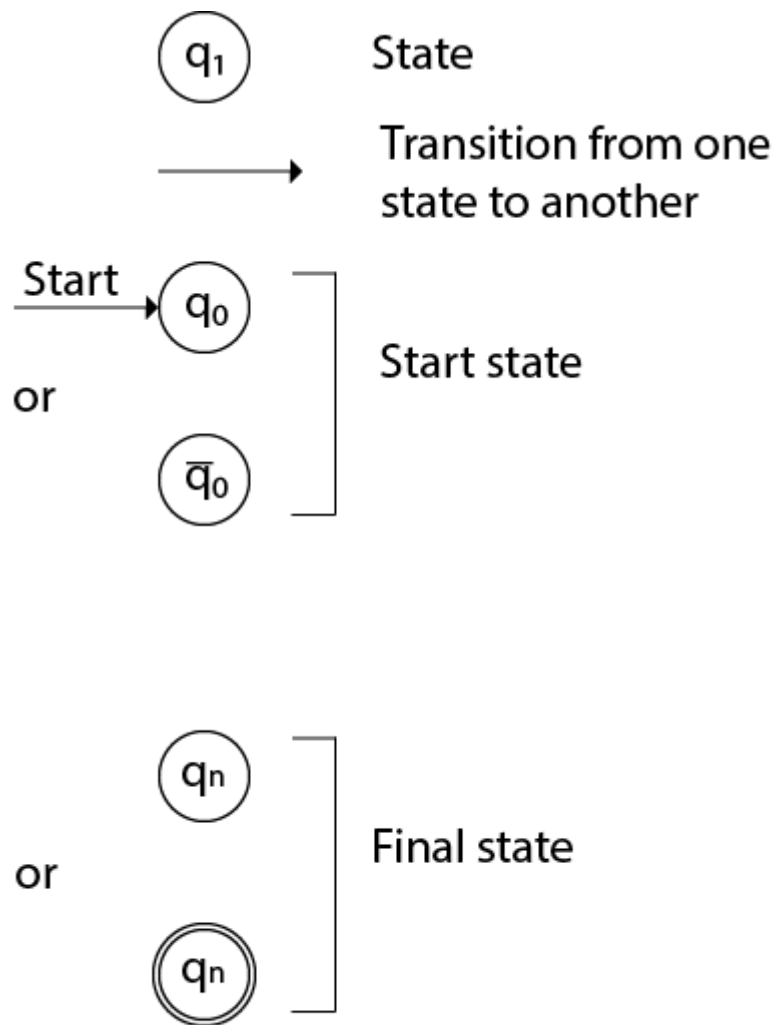 q₁ State
Transition from one
state to another
Start
q₀
Start state
or
q̅₀
qn
Final state
or
qn